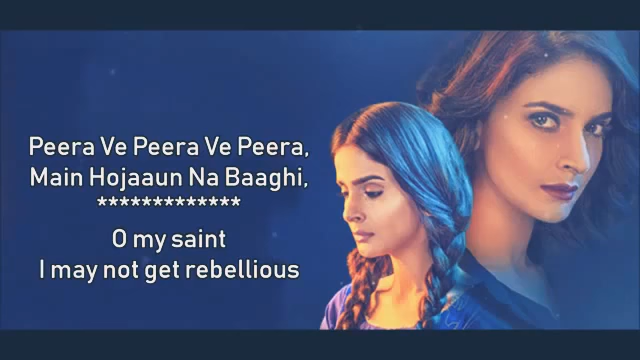 Peera Ve Peera Ve Peera,
Main Hojaaun Na Baaghi,
*************
O my saint
I may not get rebellious